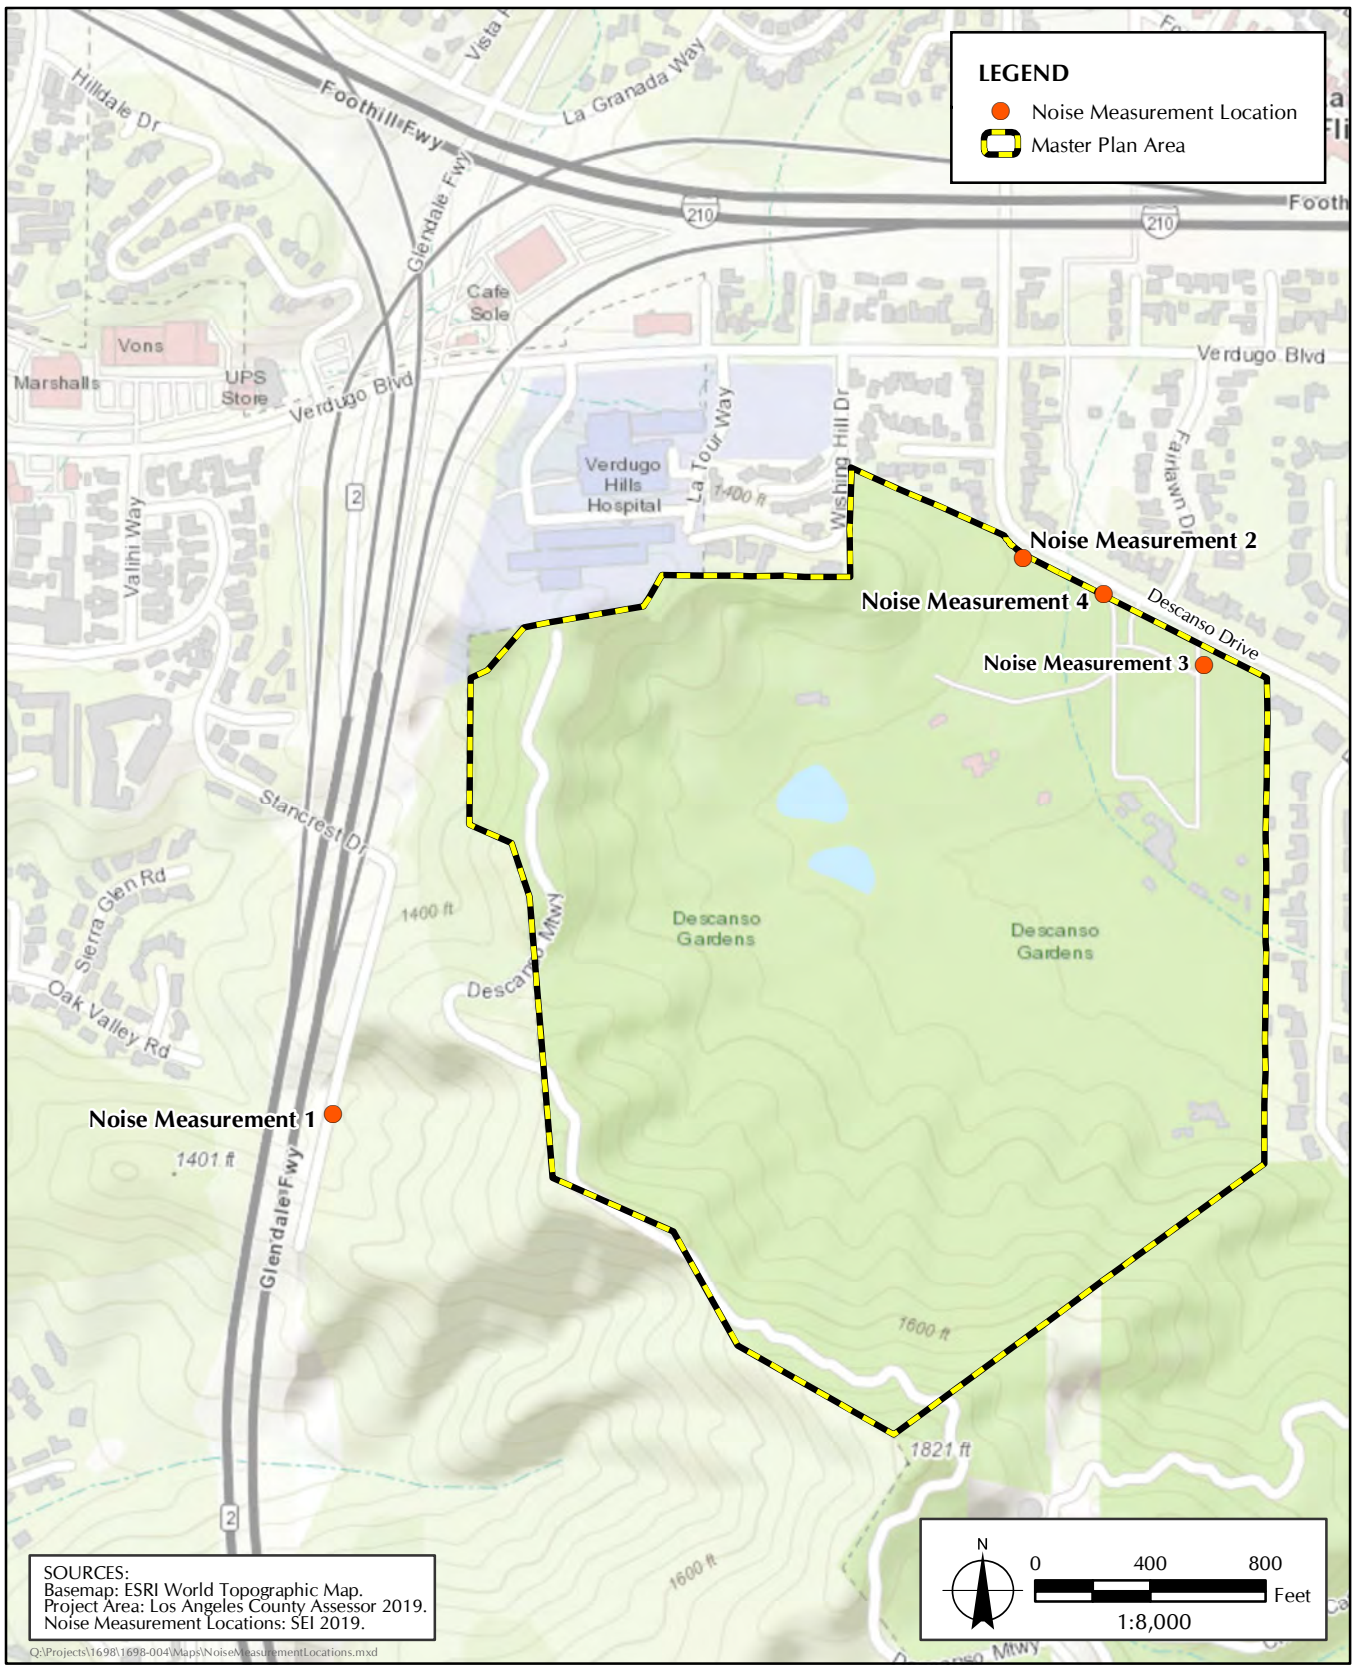 LEGEND
Noise Measurement Location
Master Plan Area
Hilldale Dr
Foothill Fwy
Vista
La Granada Way
Glendale Fwy
210
210
Footh
Cafe
Sole
Vons
Marshalls
UPS
Store
Verdugo Blvd
Verdugo Blvd
2
Valihi Way
Verdugo
Hills
Hospital
La Tour Way
1400 ft
Wishing Hill Dr
Fairlawn Dr
Noise Measurement 2
Noise Measurement 4
Descanso Drive
Noise Measurement 3
Stancrest Dr
Sierra Glen Rd
Oak Valley Rd
1400 ft
Descanso Mtwy
Descanso
Gardens
Descanso
Gardens
Noise Measurement 1
1401 ft
Glendale Fwy
1600 ft
1821 ft
2
1600 ft
Descanso Mtwy
SOURCES:
Basemap: ESRI World Topographic Map.
Project Area: Los Angeles County Assessor 2019.
Noise Measurement Locations: SEI 2019.
N
0 400 800
Feet
1:8,000
Q:\Projects\1698\1698-004\Maps\NoiseMeasurementLocations.mxd